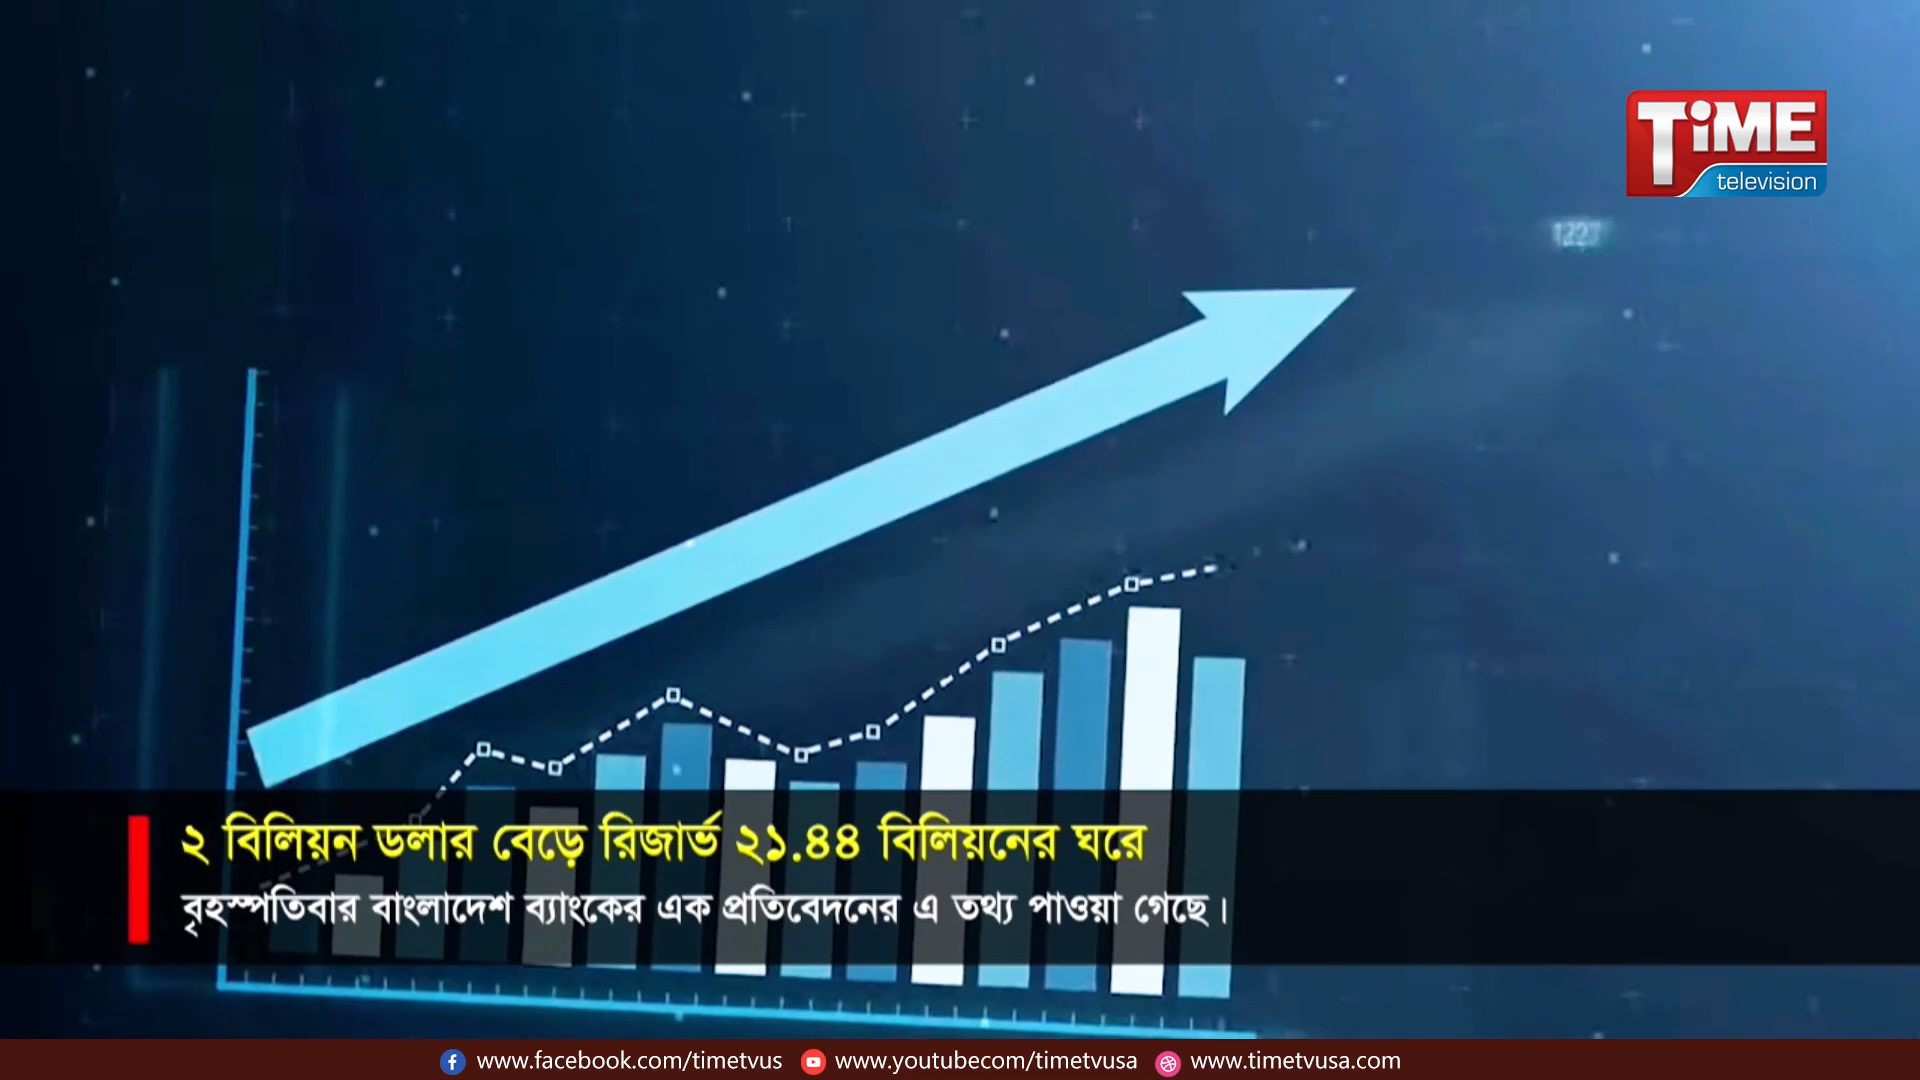 TiME
television
২ বিলিয়ন ডলার বেড়ে রিজার্ভ ২১.৪৪ বিলিয়নের ঘরে
বৃহস্পতিবার বাংলাদেশ ব্যাংকের এক প্রতিবেদনের এ তথ্য পাওয়া গেছে।
www.facebook.com/timetvus www.youtubecom/timetvusa www.timetvusa.com